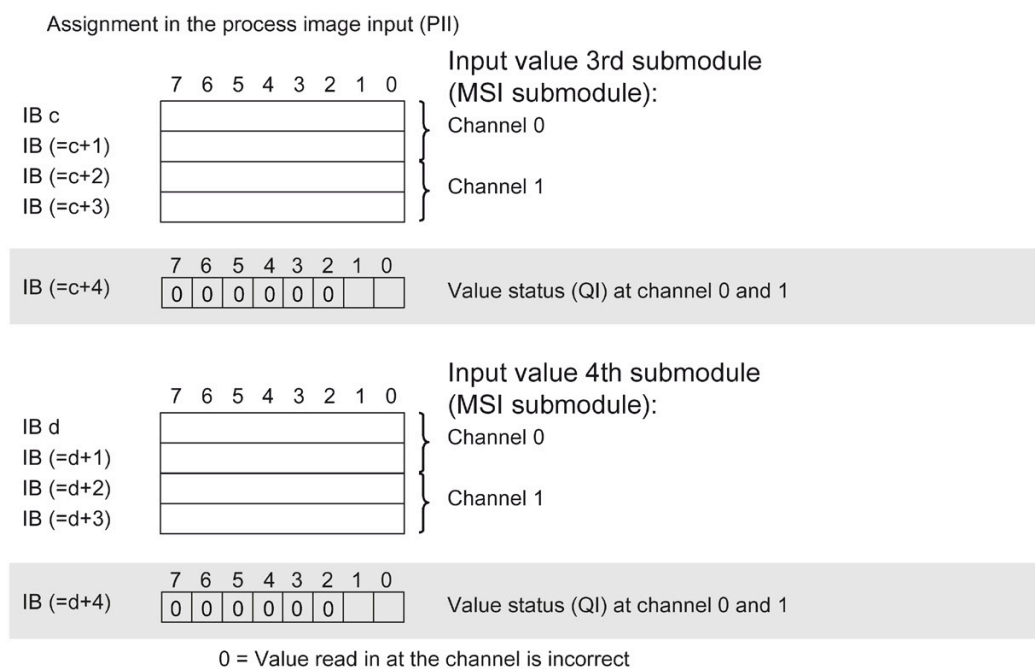 Assignment in the process image input (PII)
Input value 3rd submodule
7 6 5 4 3 2 1 0
(MSI submodule):
IB c
Channel 0
IB (=c+1)
IB (=c+2)
Channel 1
IB (=c+3)
7 6 5 4 3 2 1 0
IB (=c+4)
0 0 0 0 0 0
Value status (QI) at channel 0 and 1
Input value 4th submodule
7 6 5 4 3 2 1 0
(MSI submodule):
IB d
Channel 0
IB (=d+1)
IB (=d+2)
Channel 1
IB (=d+3)
7 6 5 4 3 2 1 0
IB (=d+4)
0 0 0 0 0 0
Value status (QI) at channel 0 and 1
0 = Value read in at the channel is incorrect